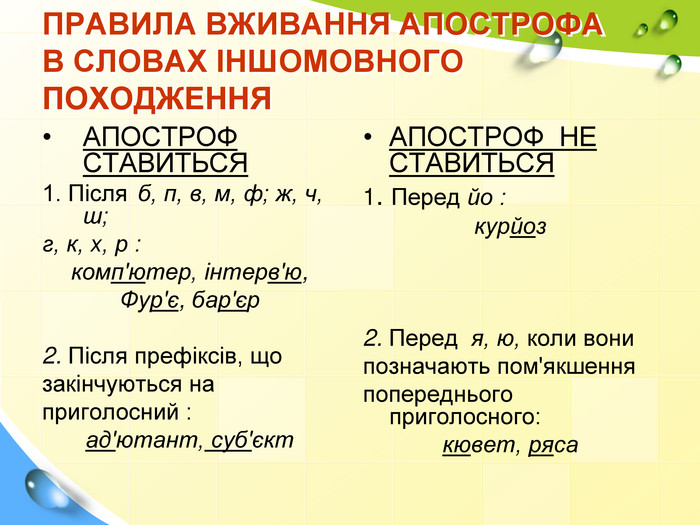 ПРАВИЛА ВЖИВАННЯ АПОСТРОФА
В СЛОВАХ ІНШОМОВНОГО
ПОХОДЖЕННЯ
• АПОСТРОФ
СТАВИТЬСЯ
1. Після б, п, в, м, ф; ж, ч,
ш;
г, к, х, р :
комп'ютер, інтерв'ю,
Фур'є, бар'єр
2. Після префіксів, що
закінчуються на
приголосний :
ад'ютант, суб'єкт
• АПОСТРОФ НЕ
СТАВИТЬСЯ
1. Перед йо :
курйоз
2. Перед я, ю, коли вони
позначають пом'якшення
попереднього
приголосного:
кювет, ряса